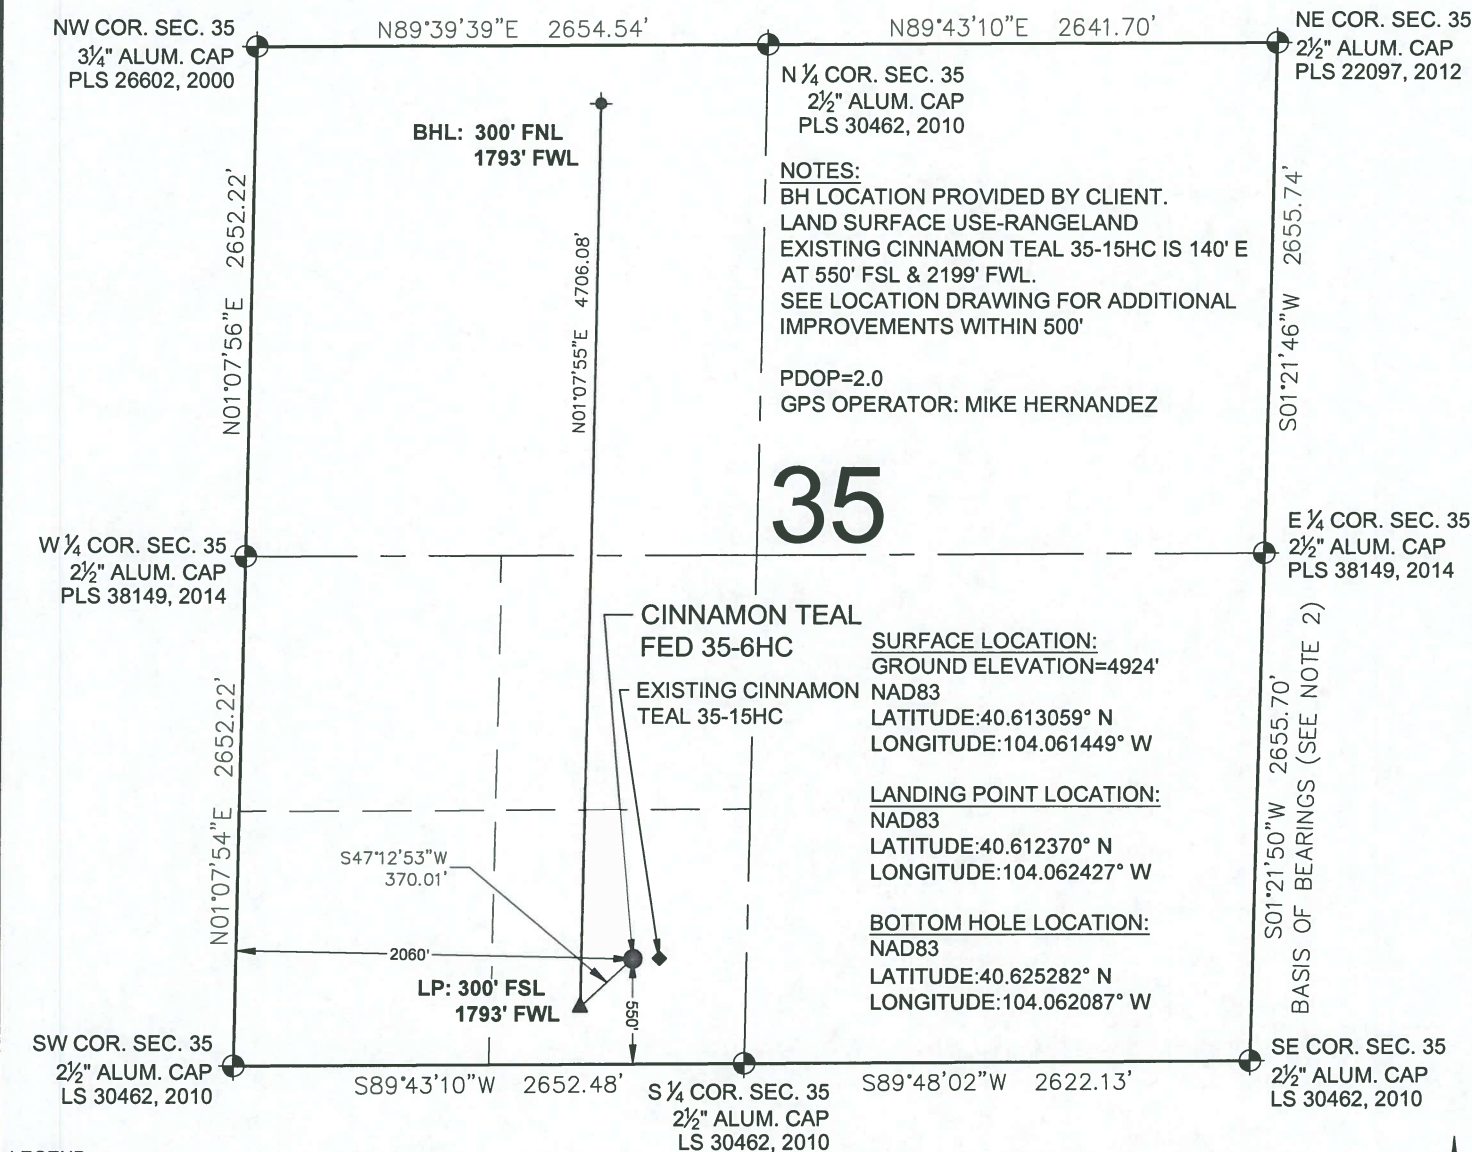 NW COR. SEC. 35
3¼" ALUM. CAP
PLS 26602, 2000
N89°39'39"E 2654.54'
N89°43'10"E 2641.70'
NE COR. SEC. 35
2½" ALUM. CAP
PLS 22097, 2012
N ¼ COR. SEC. 35
2½" ALUM. CAP
PLS 30462, 2010
BHL: 300' FNL
1793' FWL
NOTES:
BH LOCATION PROVIDED BY CLIENT.
LAND SURFACE USE-RANGELAND
EXISTING CINNAMON TEAL 35-15HC IS 140' E
AT 550' FSL & 2199' FWL.
SEE LOCATION DRAWING FOR ADDITIONAL
IMPROVEMENTS WITHIN 500'
PDOP=2.0
GPS OPERATOR: MIKE HERNANDEZ
N01°07'56"E 2652.22'
N01°07'55"E 4706.08'
S01°21'46"W 2655.74'
35
W ¼ COR. SEC. 35
2½" ALUM. CAP
PLS 38149, 2014
E ¼ COR. SEC. 35
2½" ALUM. CAP
PLS 38149, 2014
CINNAMON TEAL
FED 35-6HC
EXISTING CINNAMON
TEAL 35-15HC
SURFACE LOCATION:
GROUND ELEVATION=4924'
NAD83
LATITUDE:40.613059° N
LONGITUDE:104.061449° W
LANDING POINT LOCATION:
NAD83
LATITUDE:40.612370° N
LONGITUDE:104.062427° W
BOTTOM HOLE LOCATION:
NAD83
LATITUDE:40.625282° N
LONGITUDE:104.062087° W
N01°07'54"E 2652.22'
S01°21'50"W 2655.70'
BASIS OF BEARINGS (SEE NOTE 2)
S47°12'53"W
370.01'
2060'
LP: 300' FSL
1793' FWL
550'
SW COR. SEC. 35
2½" ALUM. CAP
LS 30462, 2010
S89°43'10"W 2652.48'
S ¼ COR. SEC. 35
2½" ALUM. CAP
LS 30462, 2010
S89°48'02"W 2622.13'
SE COR. SEC. 35
2½" ALUM. CAP
LS 30462, 2010